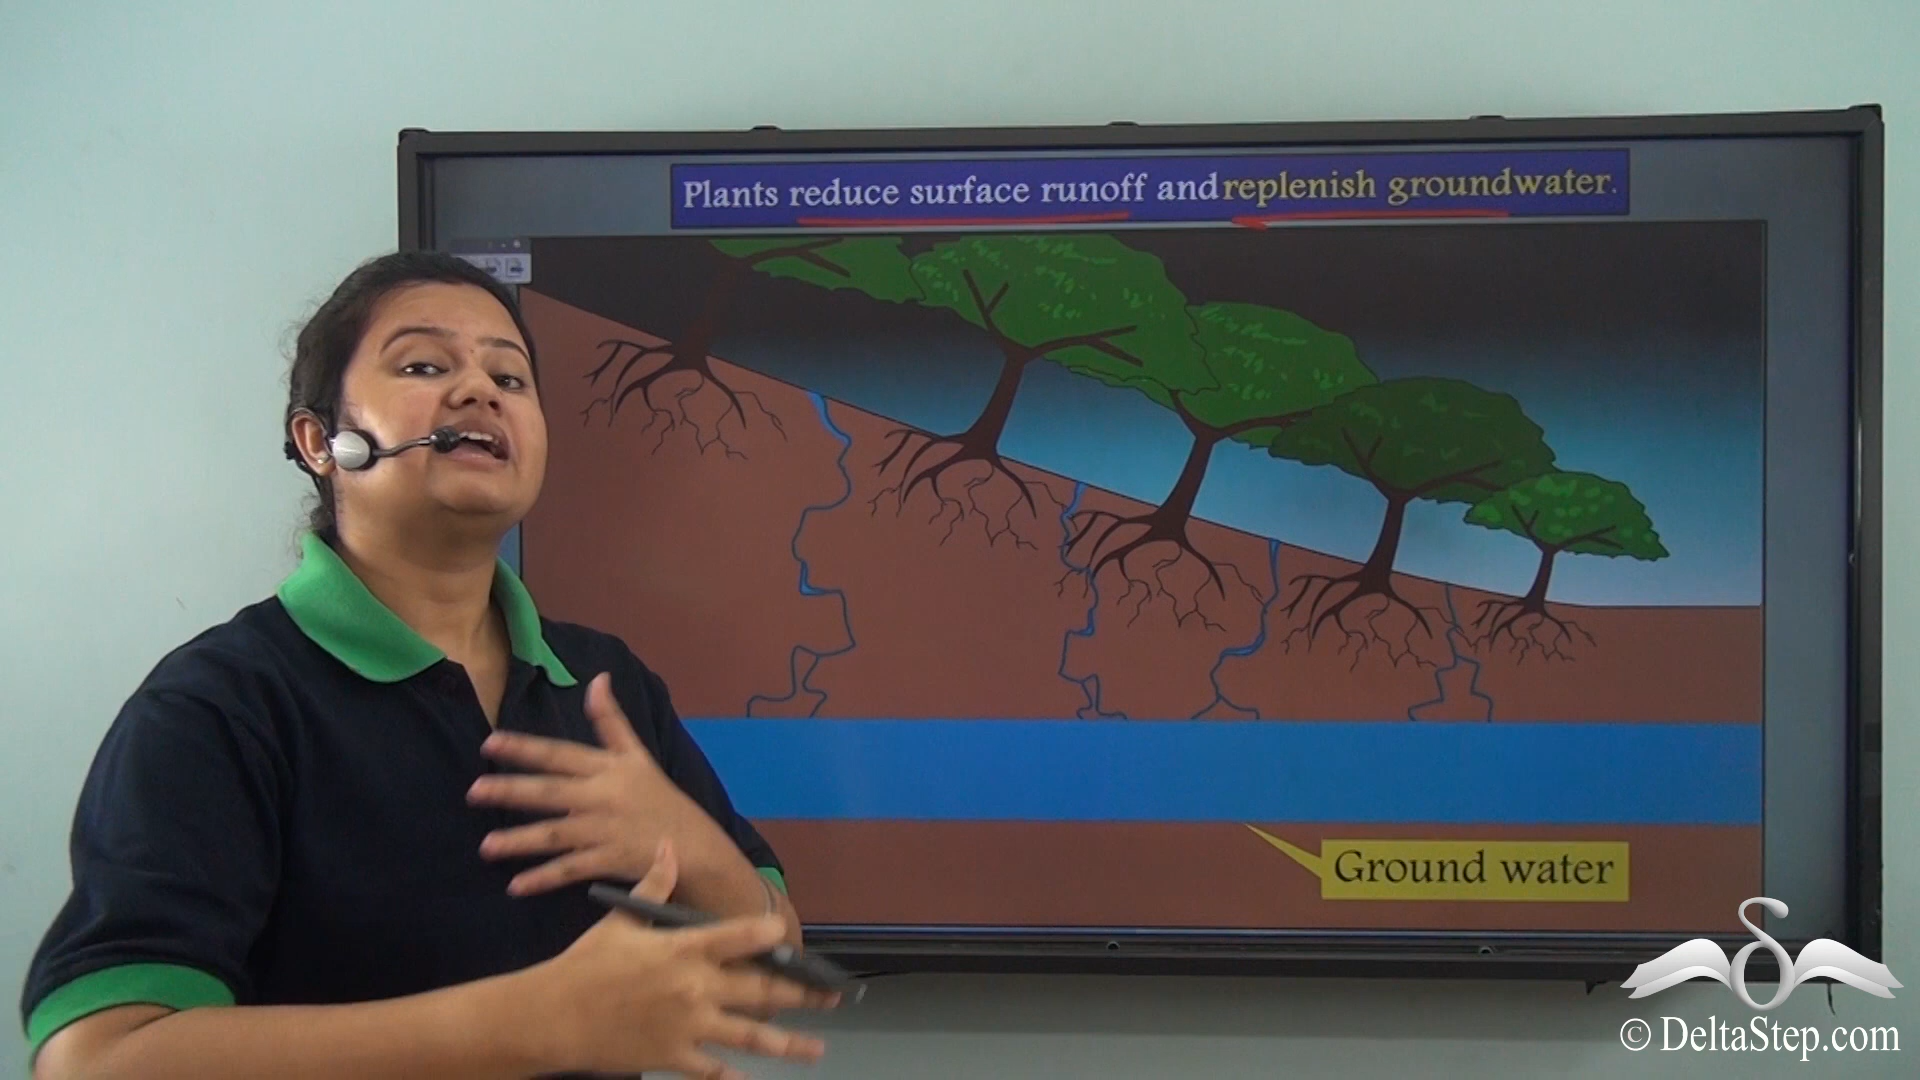 Plants reduce surface runoff and replenish groundwater.
Ground water
© DeltaStep.com